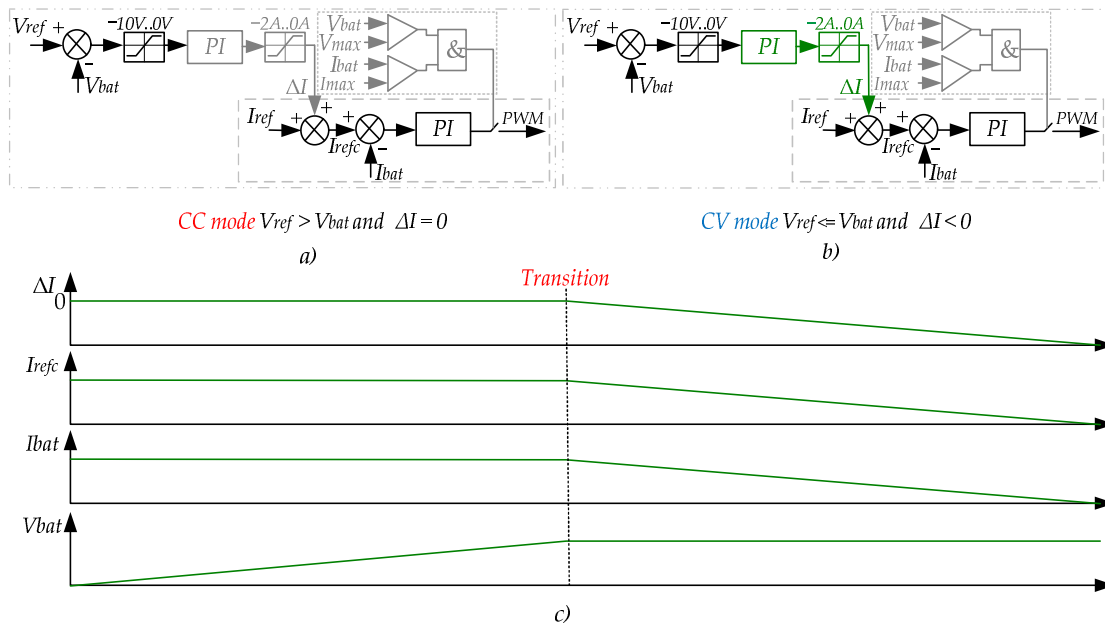 Vref + −10V..0V −2A..0A Vbat
PI Vmax &
− Vbat Ibat
Imax
ΔI
Iref + + + PI PWM
Irefc − Ibat
CC mode Vref > Vbat and ΔI = 0
a)
Vref + −10V..0V −2A..0A Vbat
PI Vmax &
− Vbat Ibat
Imax
ΔI
Iref + + + PI PWM
Irefc − Ibat
CV mode Vref <= Vbat and ΔI < 0
b)
Transition
ΔI
0
Irefc
Ibat
Vbat
c)